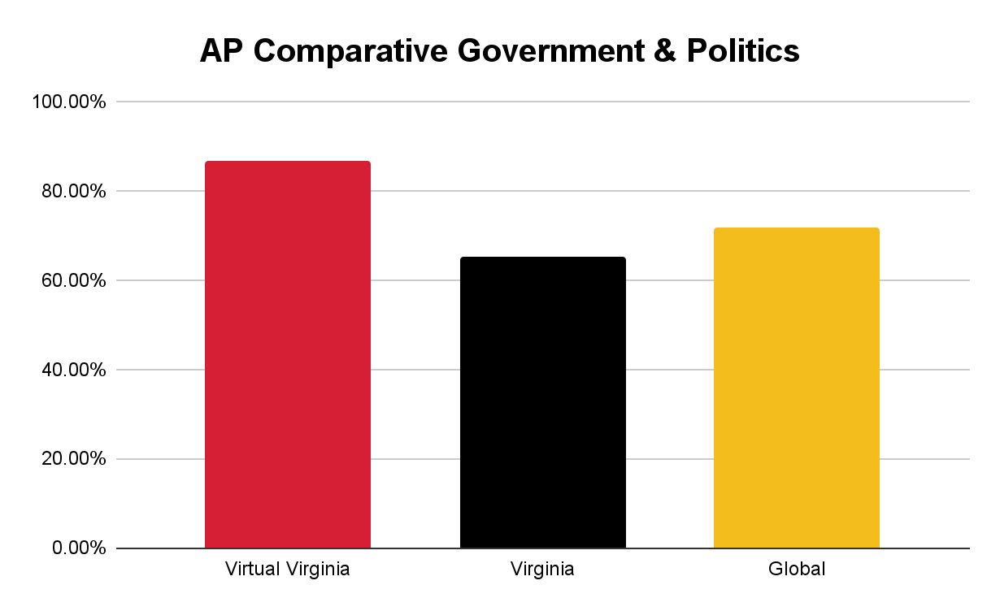 AP Comparative Government & Politics
100.00%
80.00%
60.00%
40.00%
20.00%
0.00%
Virtual Virginia
Virginia
Global